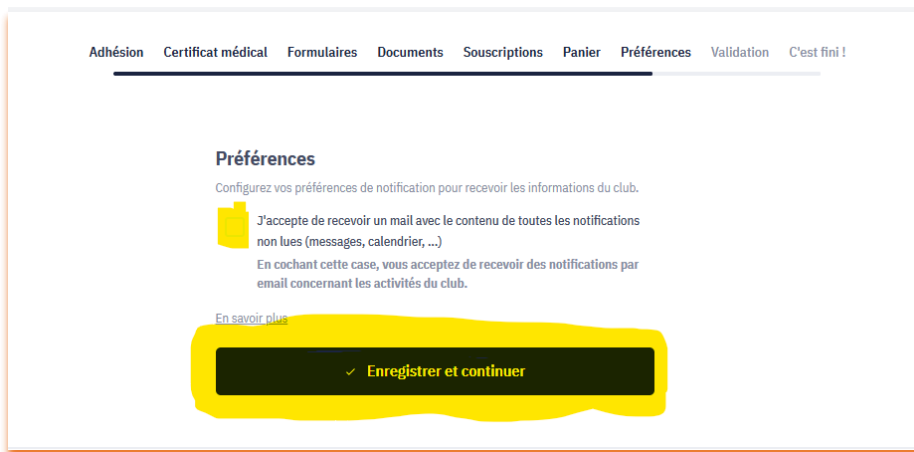 Adhésion Certificat médical Formulaires Documents Souscriptions Panier Préférences Validation C'est fini !
Préférences
Configurez vos préférences de notification pour recevoir les informations du club.
J'accepte de recevoir un mail avec le contenu de toutes les notifications
non lues (messages, calendrier, ...)
En cochant cette case, vous acceptez de recevoir des notifications par
email concernant les activités du club.
En savoir plus
Enregistrer et continuer